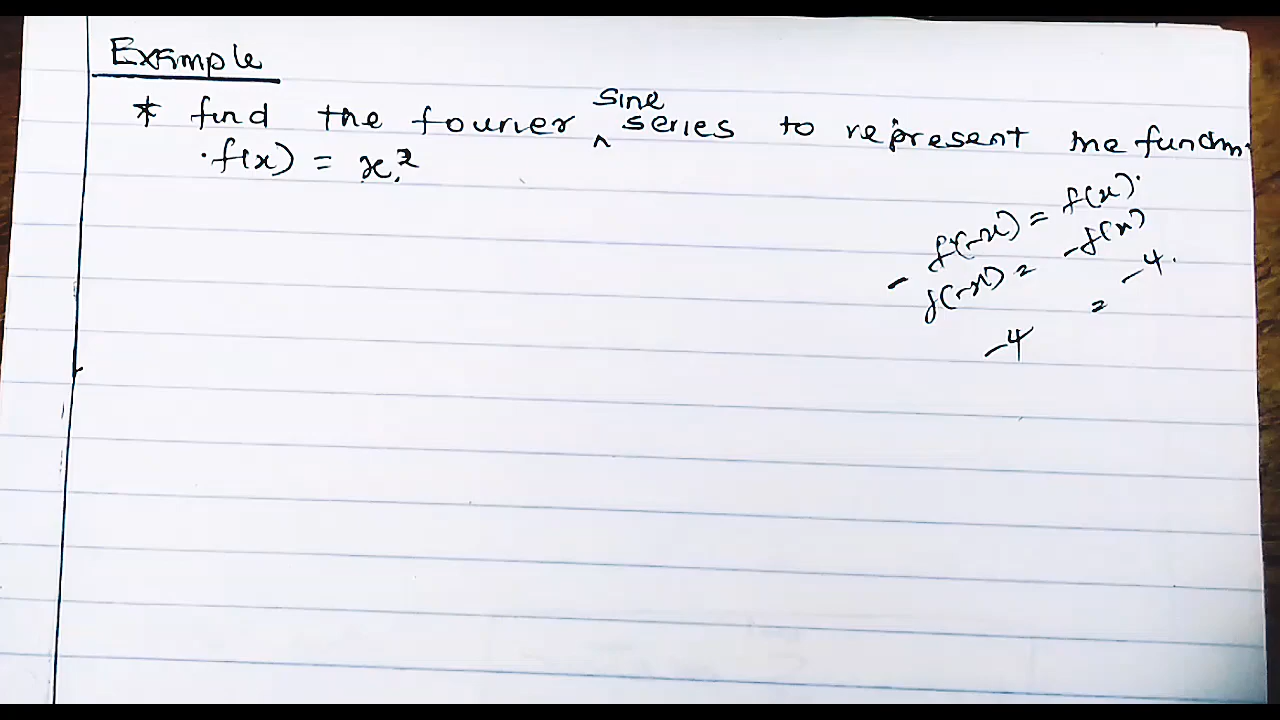 Example
* find the fourier sine series to represent the functn
f(x) = x²
f(-x) = f(x)
- f(-x) = -f(x)
= -4
-4